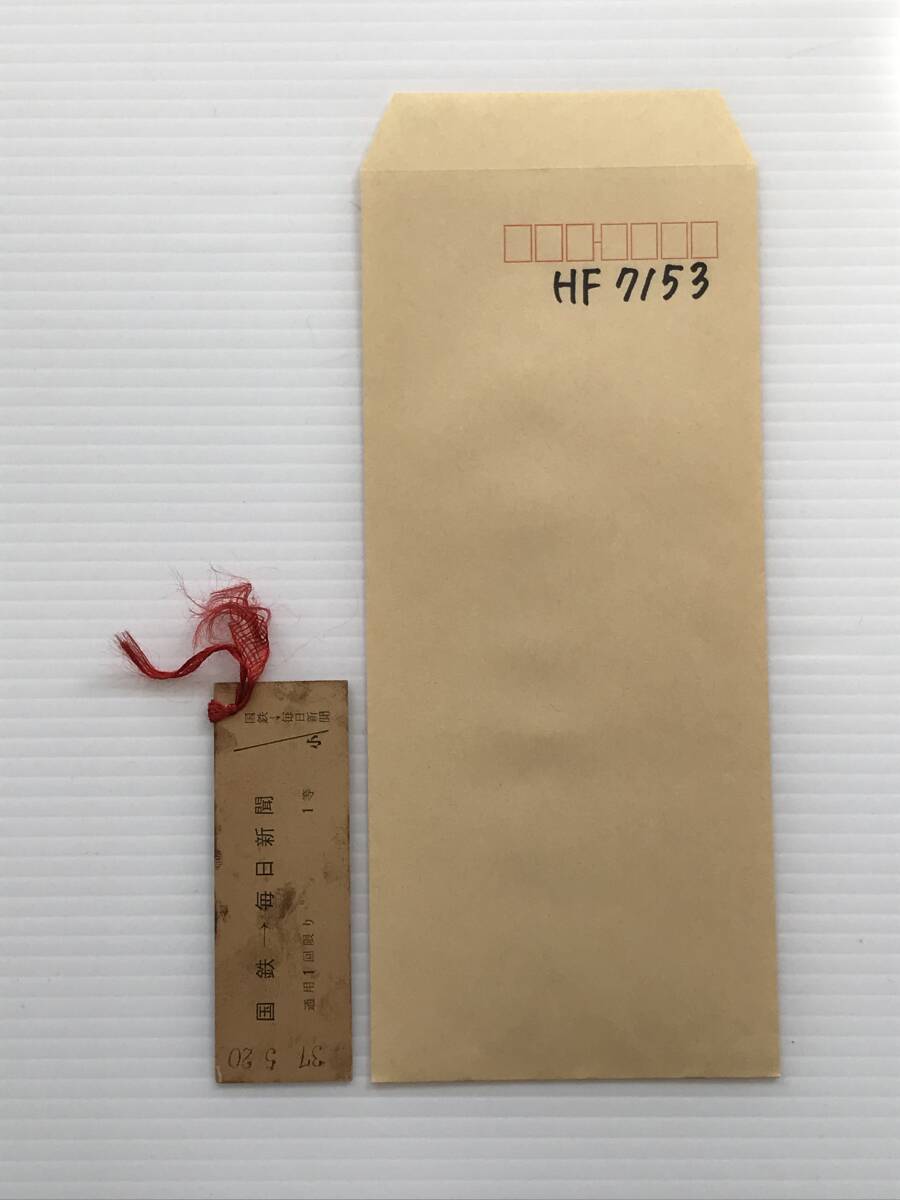 HF 7153
国鉄→毎日新聞
小
国鉄→毎日新聞
1等
通用1回限り
37 5 20